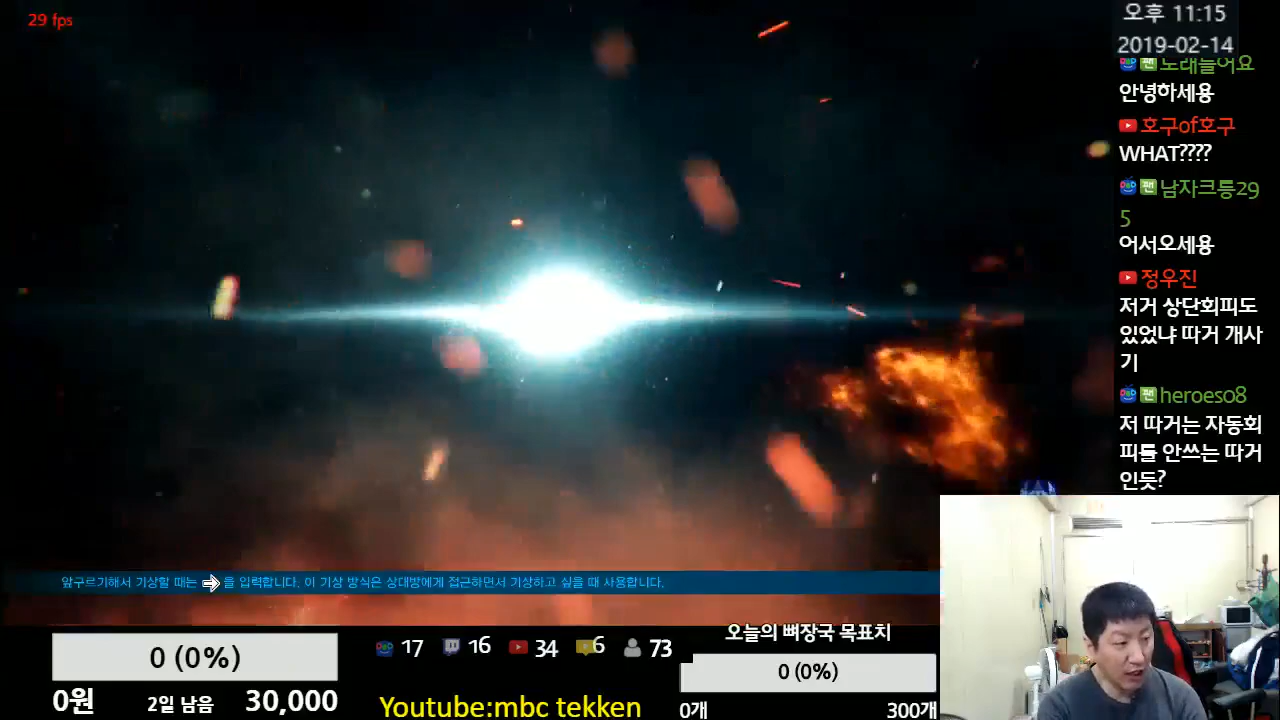 29 fps
오후 11:15
2019-02-14
팬 노래들어요
안녕하세용
호구of호구
WHAT????
팬 남자크등29
5
어서오세용
정우진
저거 상단회피도
있었냐 따거 개사
기
팬 heroeso8
저 따거는 자동회
피를 안쓰는 따거
인듯?
앞구르기해서 기상할 때는 ➡을 입력합니다. 이 기상 방식은 상대방에게 접근하면서 기상하고 싶을 때 사용합니다.
0 (0%)
0원 2일 남음 30,000
17 16 34 6 73
Youtube:mbc tekken
오늘의 뼈장국 목표치
0 (0%)
0개 300개